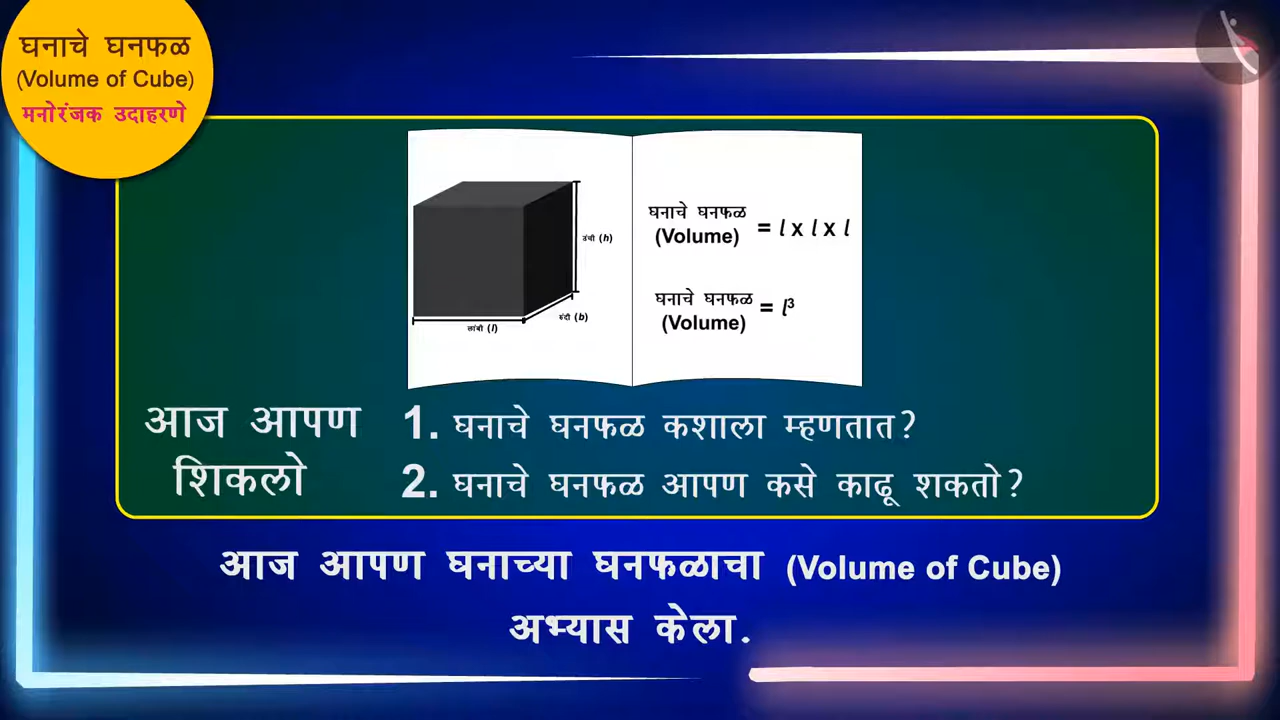 घनाचे घनफळ
(Volume of Cube)
मनोरंजक उदाहरणे
उंची (h)
रुंदी (b)
लांबी (l)
घनाचे घनफळ
(Volume) = l x l x l
घनाचे घनफळ
(Volume) = l³
आज आपण
शिकलो
1. घनाचे घनफळ कशाला म्हणतात?
2. घनाचे घनफळ आपण कसे काढू शकतो?
आज आपण घनाच्या घनफळाचा (Volume of Cube)
अभ्यास केला.